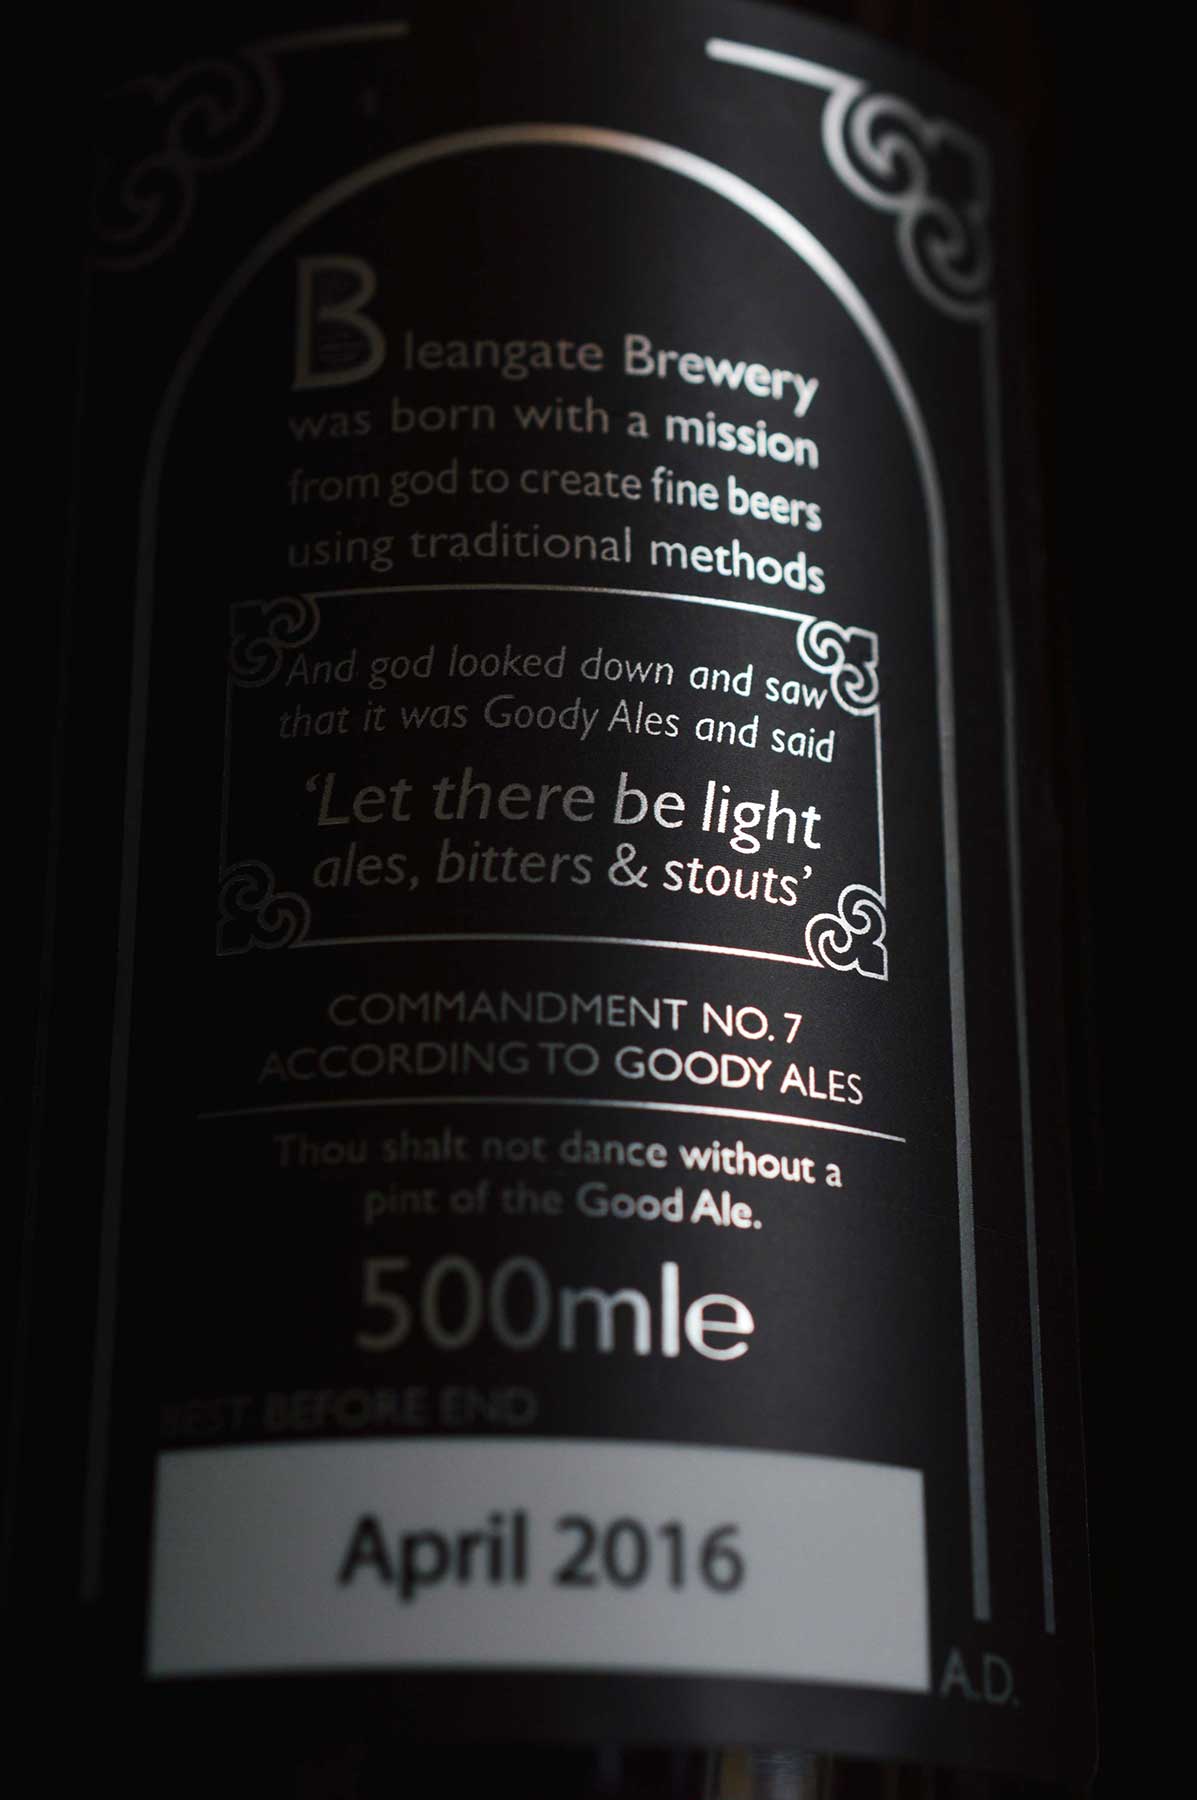 Bleangate Brewery
was born with a mission
from god to create fine beers
using traditional methods
And god looked down and saw
that it was Goody Ales and said
‘Let there be light
ales, bitters & stouts’
COMMANDMENT NO. 7
ACCORDING TO GOODY ALES
Thou shalt not dance without a
pint of the Good Ale.
500mle
BEST BEFORE END
April 2016
A.D.